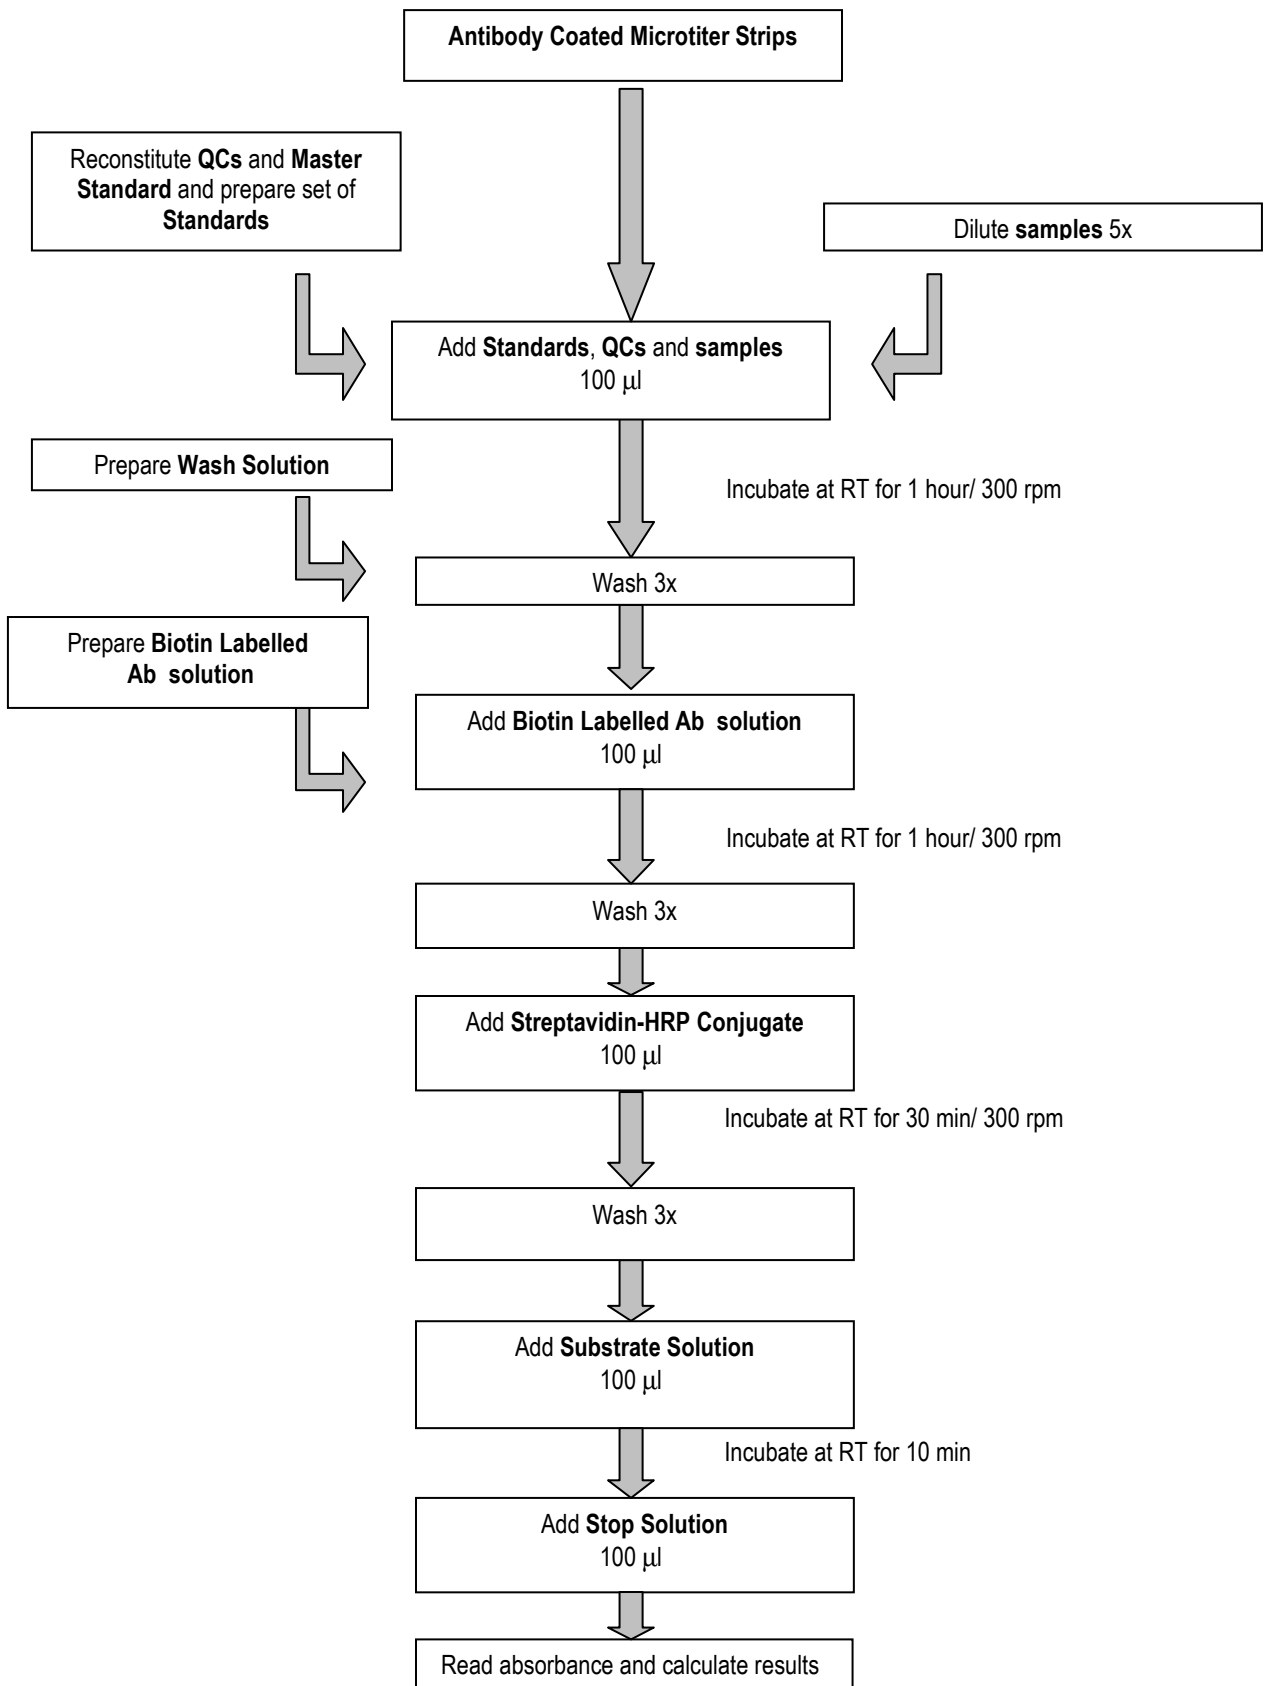 Antibody Coated Microtiter Strips
Reconstitute QCs and Master
Standard and prepare set of
Standards
Dilute samples 5x
Add Standards, QCs and samples
100 µl
Prepare Wash Solution
Incubate at RT for 1 hour/ 300 rpm
Wash 3x
Prepare Biotin Labelled
Ab solution
Add Biotin Labelled Ab solution
100 µl
Incubate at RT for 1 hour/ 300 rpm
Wash 3x
Add Streptavidin-HRP Conjugate
100 µl
Incubate at RT for 30 min/ 300 rpm
Wash 3x
Add Substrate Solution
100 µl
Incubate at RT for 10 min
Add Stop Solution
100 µl
Read absorbance and calculate results